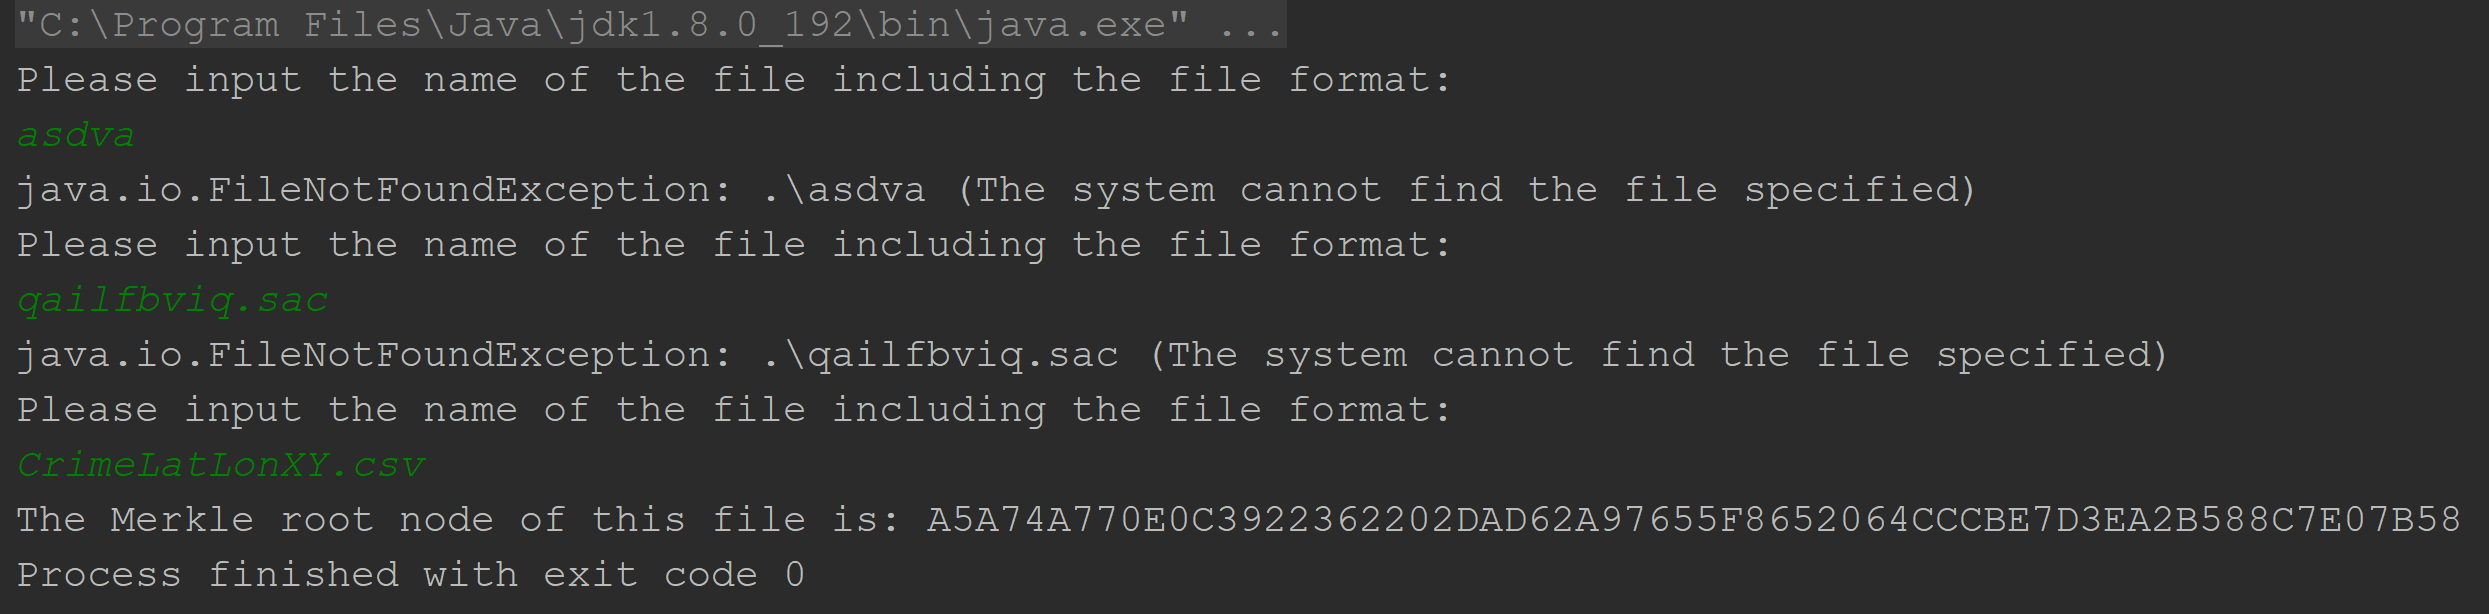 "C:\Program Files\Java\jdk1.8.0_192\bin\java.exe" ...
Please input the name of the file including the file format:
asdva
java.io.FileNotFoundException: .\asdva (The system cannot find the file specified)
Please input the name of the file including the file format:
qailfbviq.sac
java.io.FileNotFoundException: .\qailfbviq.sac (The system cannot find the file specified)
Please input the name of the file including the file format:
CrimeLatLonXY.csv
The Merkle root node of this file is: A5A74A770E0C3922362202DAD62A97655F8652064CCCBE7D3EA2B588C7E07B58
Process finished with exit code 0